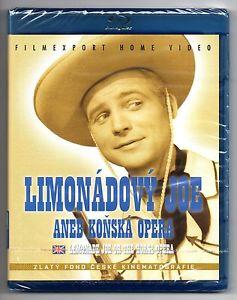 FILMEXPORT HOME VIDEO
LIMONÁDOVÝ JOE
ANEB KOŇSKÁ OPERA
LEMONADE JOE OR THE HORSE OPERA
ZLATÝ FOND ČESKÉ KINEMATOGRAFIE